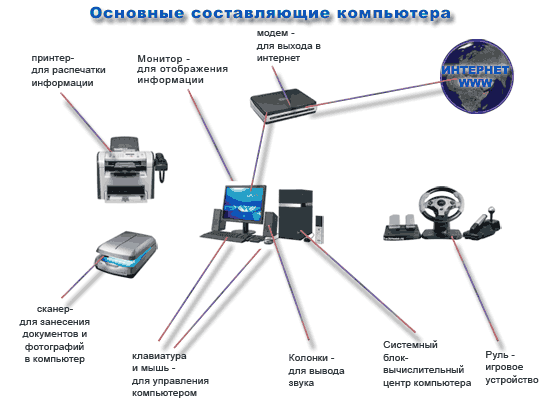 Основные составляющие компьютера
принтер-
для распечатки
информации
Монитор -
для отображения
информации
модем -
для выхода в
интернет
ИНТЕРНЕТ
WWW
сканер-
для занесения
документов и
фотографий
в компьютер
клавиатура
и мышь -
для управления
компьютером
Колонки -
для вывода
звука
Системный
блок-
вычислительный
центр компьютера
Руль -
игровое
устройство